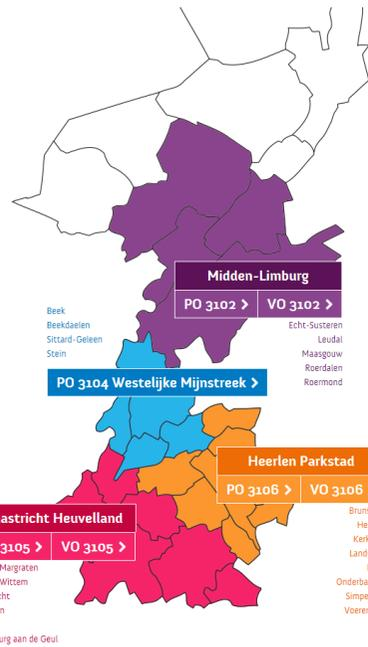 Midden-Limburg
PO 3102 > VO 3102 >
Beek
Beekdaelen
Sittard-Geleen
Stein
Echt-Susteren
Leudal
Maasgouw
Roerdalen
Roermond
PO 3104 Westelijke Mijnstreek >
Heerlen Parkstad
PO 3106 > VO 3106
astricht Heuvelland
3105 > VO 3105 >
Margraten
Wittem
cht
n
urg aan de Geul
Bruns
He
Kerk
Land
Onderba
Simpe
Voeren